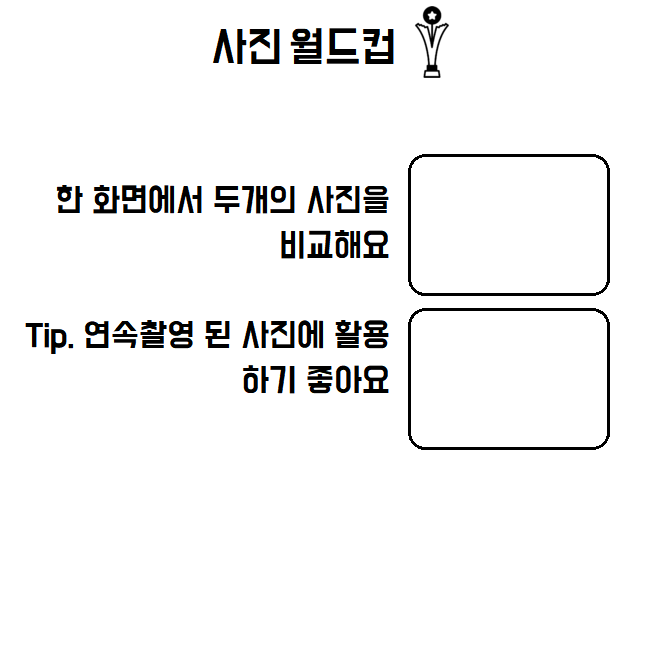 사진 월드컵
한 화면에서 두개의 사진을
비교해요
Tip. 연속촬영 된 사진에 활용
하기 좋아요